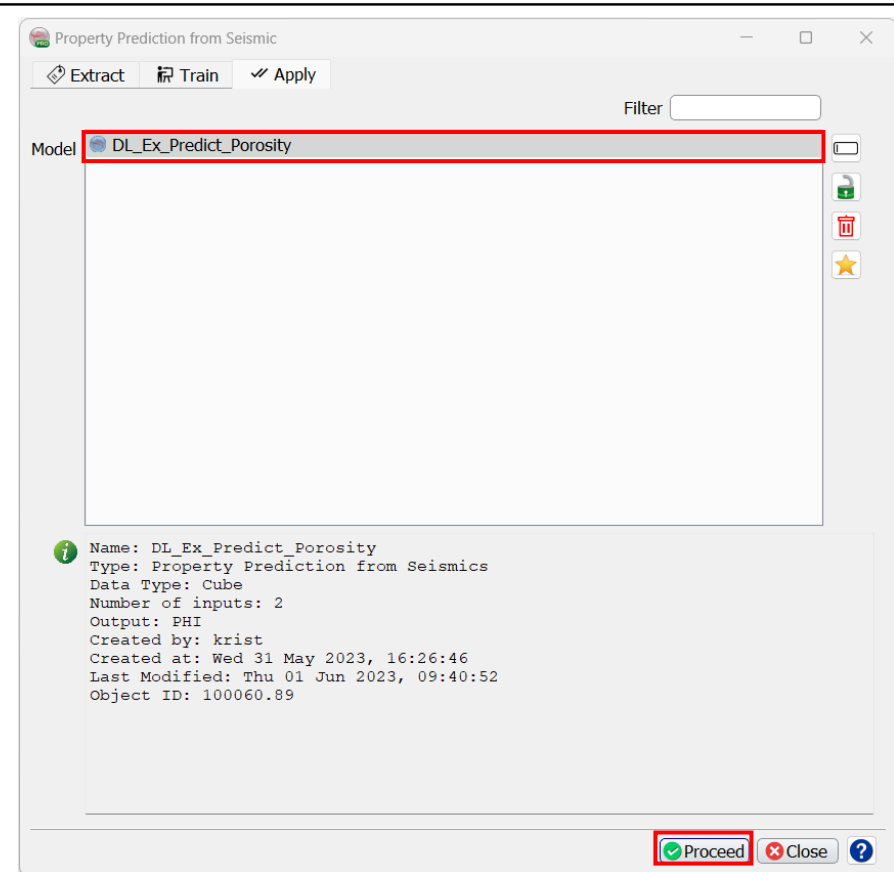 Property Prediction from Seismic
Extract Train Apply
Filter
Model DL_Ex_Predict_Porosity
Name: DL_Ex_Predict_Porosity
Type: Property Prediction from Seismics
Data Type: Cube
Number of inputs: 2
Output: PHI
Created by: krist
Created at: Wed 31 May 2023, 16:26:46
Last Modified: Thu 01 Jun 2023, 09:40:52
Object ID: 100060.89
Proceed Close ?